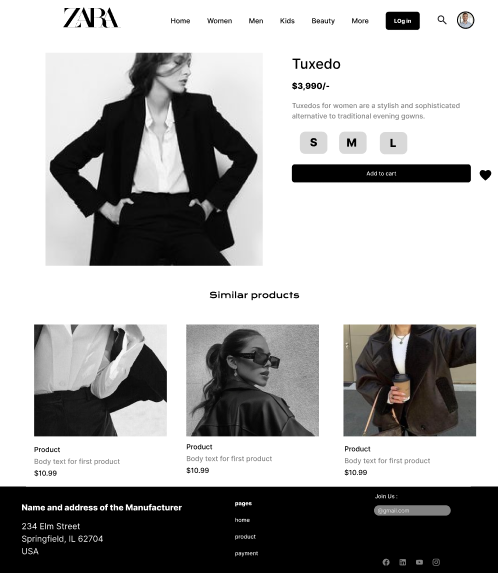 ZARA
Home Women Men Kids Beauty More LOg in
Tuxedo
$3,990/-
Tuxedos for women are a stylish and sophisticated
alternative to traditional evening gowns.
S M L
Add to cart
Similar products
Product
Body text for first product
$10.99
Product
Body text for first product
$10.99
Product
Body text for first product
$10.99
Name and address of the Manufacturer
234 Elm Street
Springfield, IL 62704
USA
pages
home
product
payment
Join Us :
@gmail.com